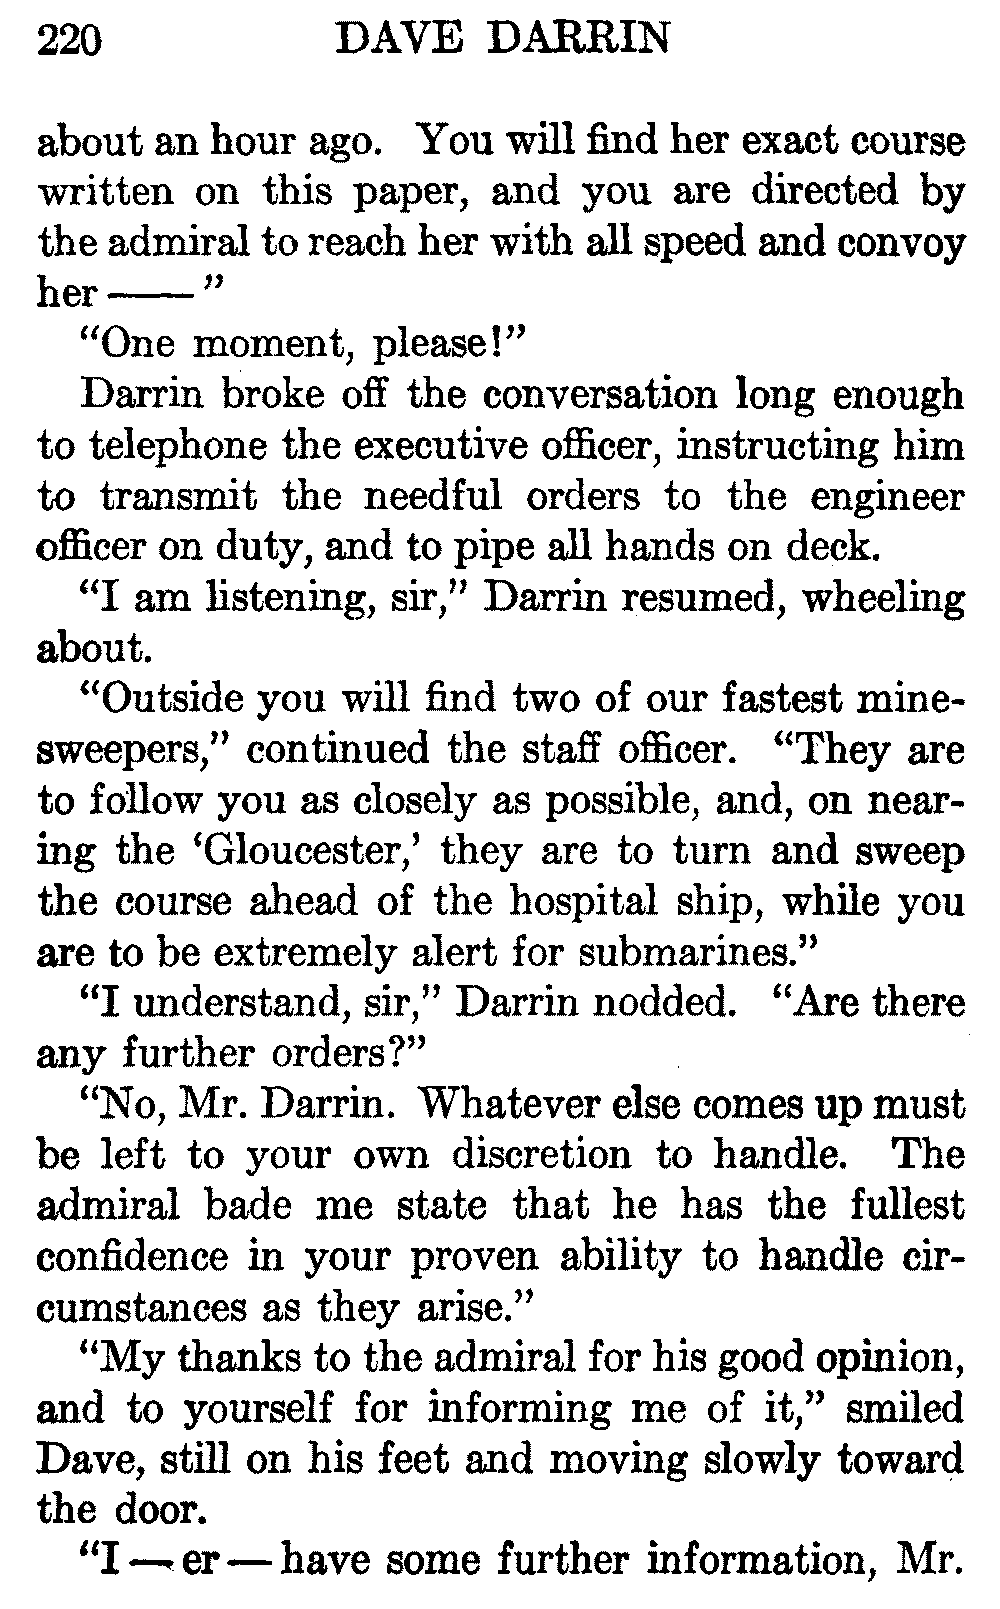 220 DAVE DARRIN
about an hour ago. You will find her exact course
written on this paper, and you are directed by
the admiral to reach her with all speed and convoy
her —— ”
“One moment, please!”
Darrin broke off the conversation long enough
to telephone the executive officer, instructing him
to transmit the needful orders to the engineer
officer on duty, and to pipe all hands on deck.
“I am listening, sir,” Darrin resumed, wheeling
about.
“Outside you will find two of our fastest mine-
sweepers,” continued the staff officer. “They are
to follow you as closely as possible, and, on near-
ing the ‘Gloucester,’ they are to turn and sweep
the course ahead of the hospital ship, while you
are to be extremely alert for submarines.”
“I understand, sir,” Darrin nodded. “Are there
any further orders?”
“No, Mr. Darrin. Whatever else comes up must
be left to your own discretion to handle. The
admiral bade me state that he has the fullest
confidence in your proven ability to handle cir-
cumstances as they arise.”
“My thanks to the admiral for his good opinion,
and to yourself for informing me of it,” smiled
Dave, still on his feet and moving slowly toward
the door.
“I — er — have some further information, Mr.